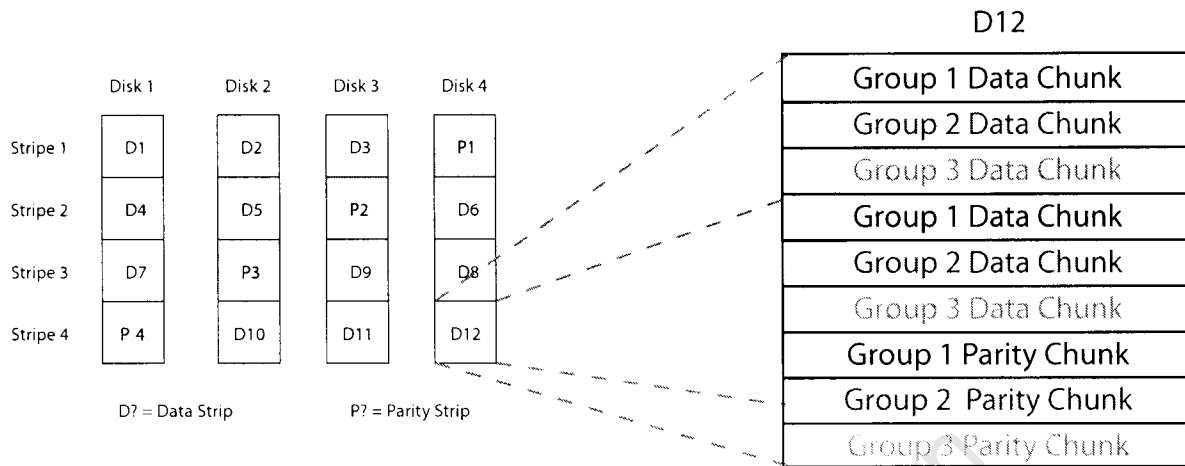 D12
Disk 1 Disk 2 Disk 3 Disk 4
Stripe 1 D1 D2 D3 P1
Stripe 2 D4 D5 P2 D6
Stripe 3 D7 P3 D9 D8
Stripe 4 P 4 D10 D11 D12
D? = Data Strip P? = Parity Strip
Group 1 Data Chunk
Group 2 Data Chunk
Group 3 Data Chunk
Group 1 Data Chunk
Group 2 Data Chunk
Group 3 Data Chunk
Group 1 Parity Chunk
Group 2 Parity Chunk
Group 3 Parity Chunk